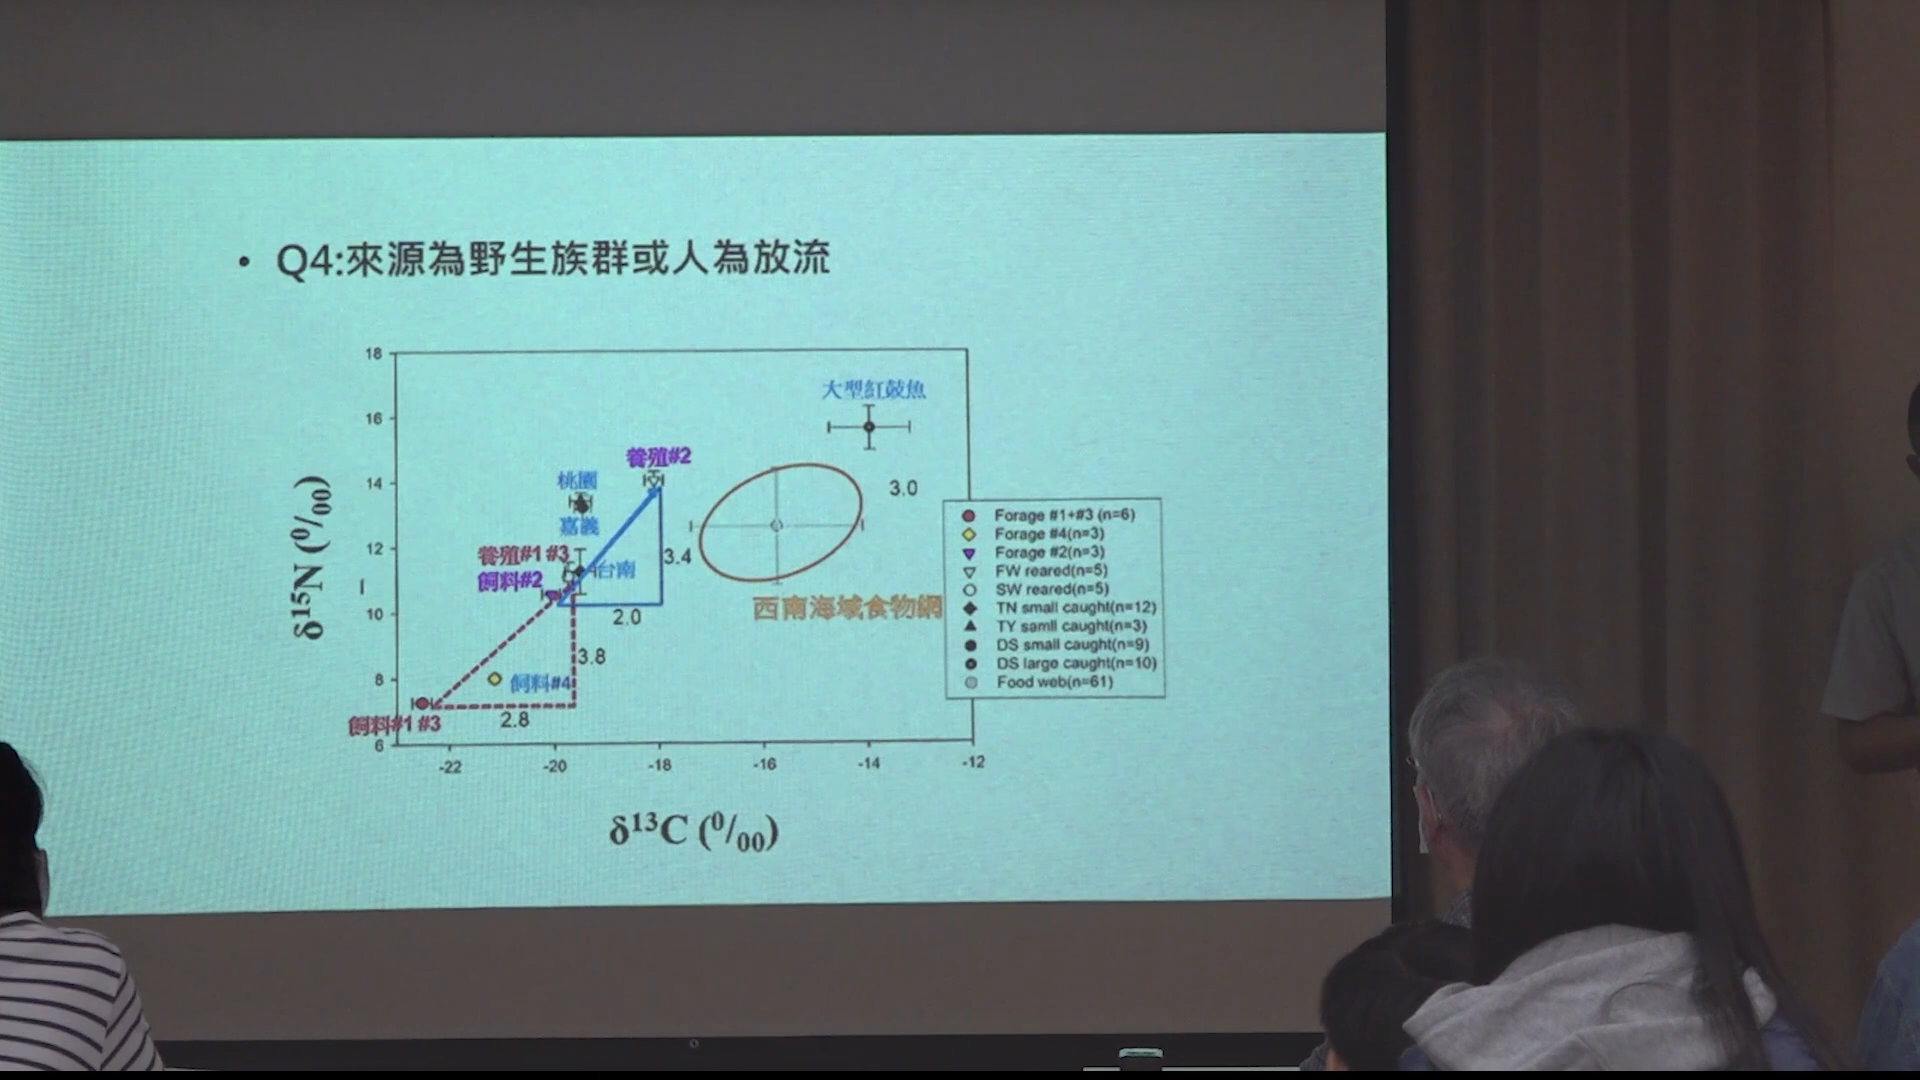 • Q4:來源為野生族群或人為放流
18
16
14
12
10
8
6
-22
-20
-18
-16
-14
-12
δ15N (0/00)
δ13C (0/00)
大型紅鼓魚
養殖#2
桃園
嘉義
養殖#1 #3
飼料#2
台南
3.4
2.0
3.8
飼料#4
2.8
飼料#1 #3
3.0
西南海域食物網
Forage #1+#3 (n=6)
Forage #4(n=3)
Forage #2(n=3)
FW reared(n=5)
SW reared(n=5)
TN small caught(n=12)
TY samll caught(n=3)
DS small caught(n=9)
DS large caught(n=10)
Food web(n=61)